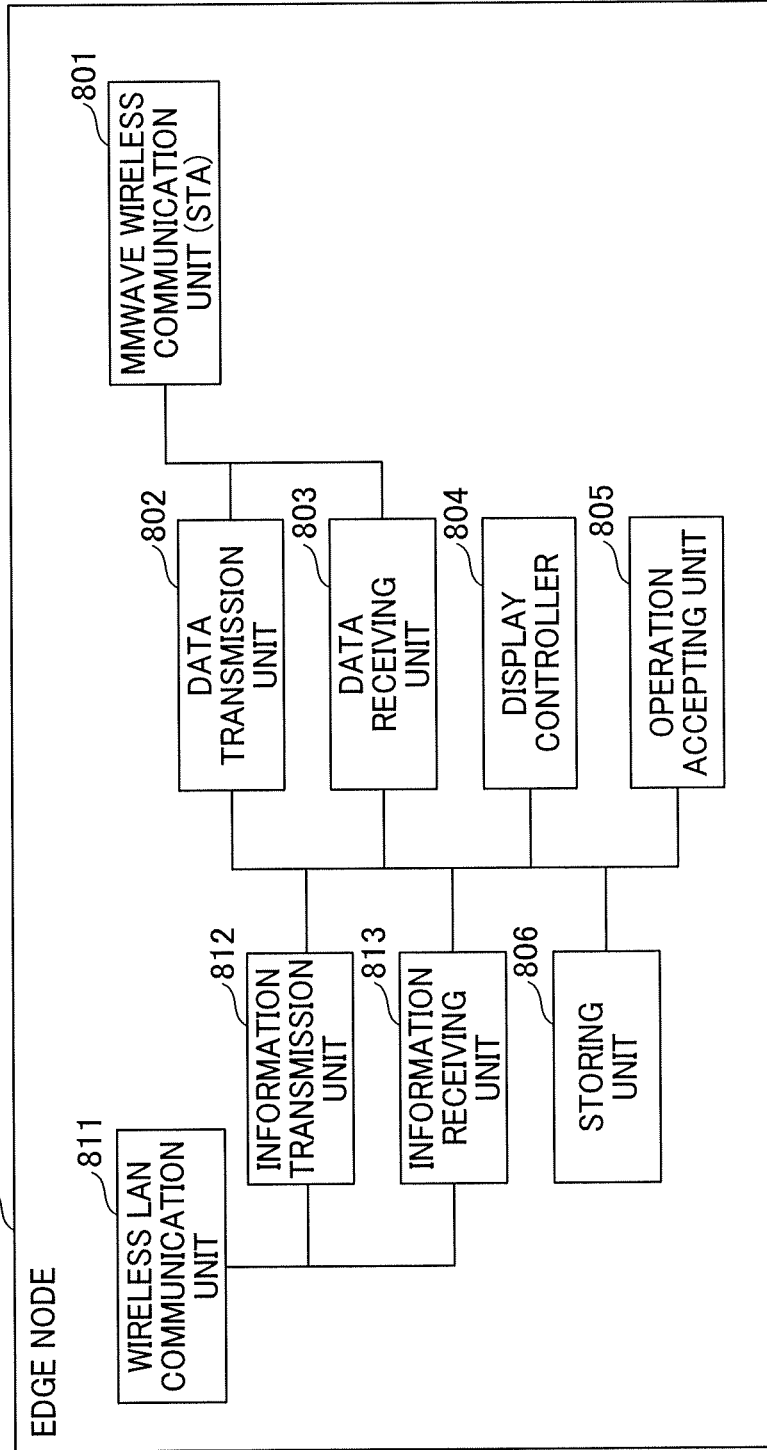 EDGE NODE
811
WIRELESS LAN
COMMUNICATION
UNIT
812
INFORMATION
TRANSMISSION
UNIT
813
INFORMATION
RECEIVING
UNIT
806
STORING
UNIT
802
DATA
TRANSMISSION
UNIT
803
DATA
RECEIVING
UNIT
804
DISPLAY
CONTROLLER
805
OPERATION
ACCEPTING UNIT
801
MMWAVE WIRELESS
COMMUNICATION
UNIT (STA)